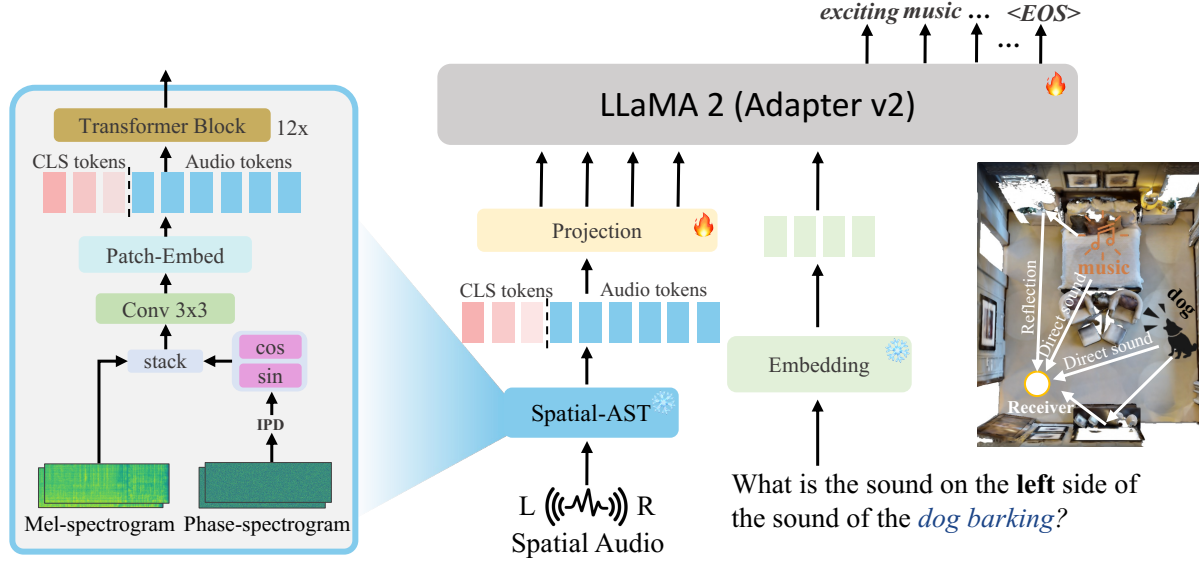 exciting music ... <EOS>
...
LLaMA 2 (Adapter v2)
Transformer Block
12x
CLS tokens
Audio tokens
Patch-Embed
Conv 3x3
stack
cos
sin
IPD
Mel-spectrogram
Phase-spectrogram
Projection
CLS tokens
Audio tokens
Spatial-AST
L
R
Spatial Audio
Embedding
What is the sound on the left side of
the sound of the dog barking?
music
dog
Reflection
Direct sound
Direct sound
Receiver